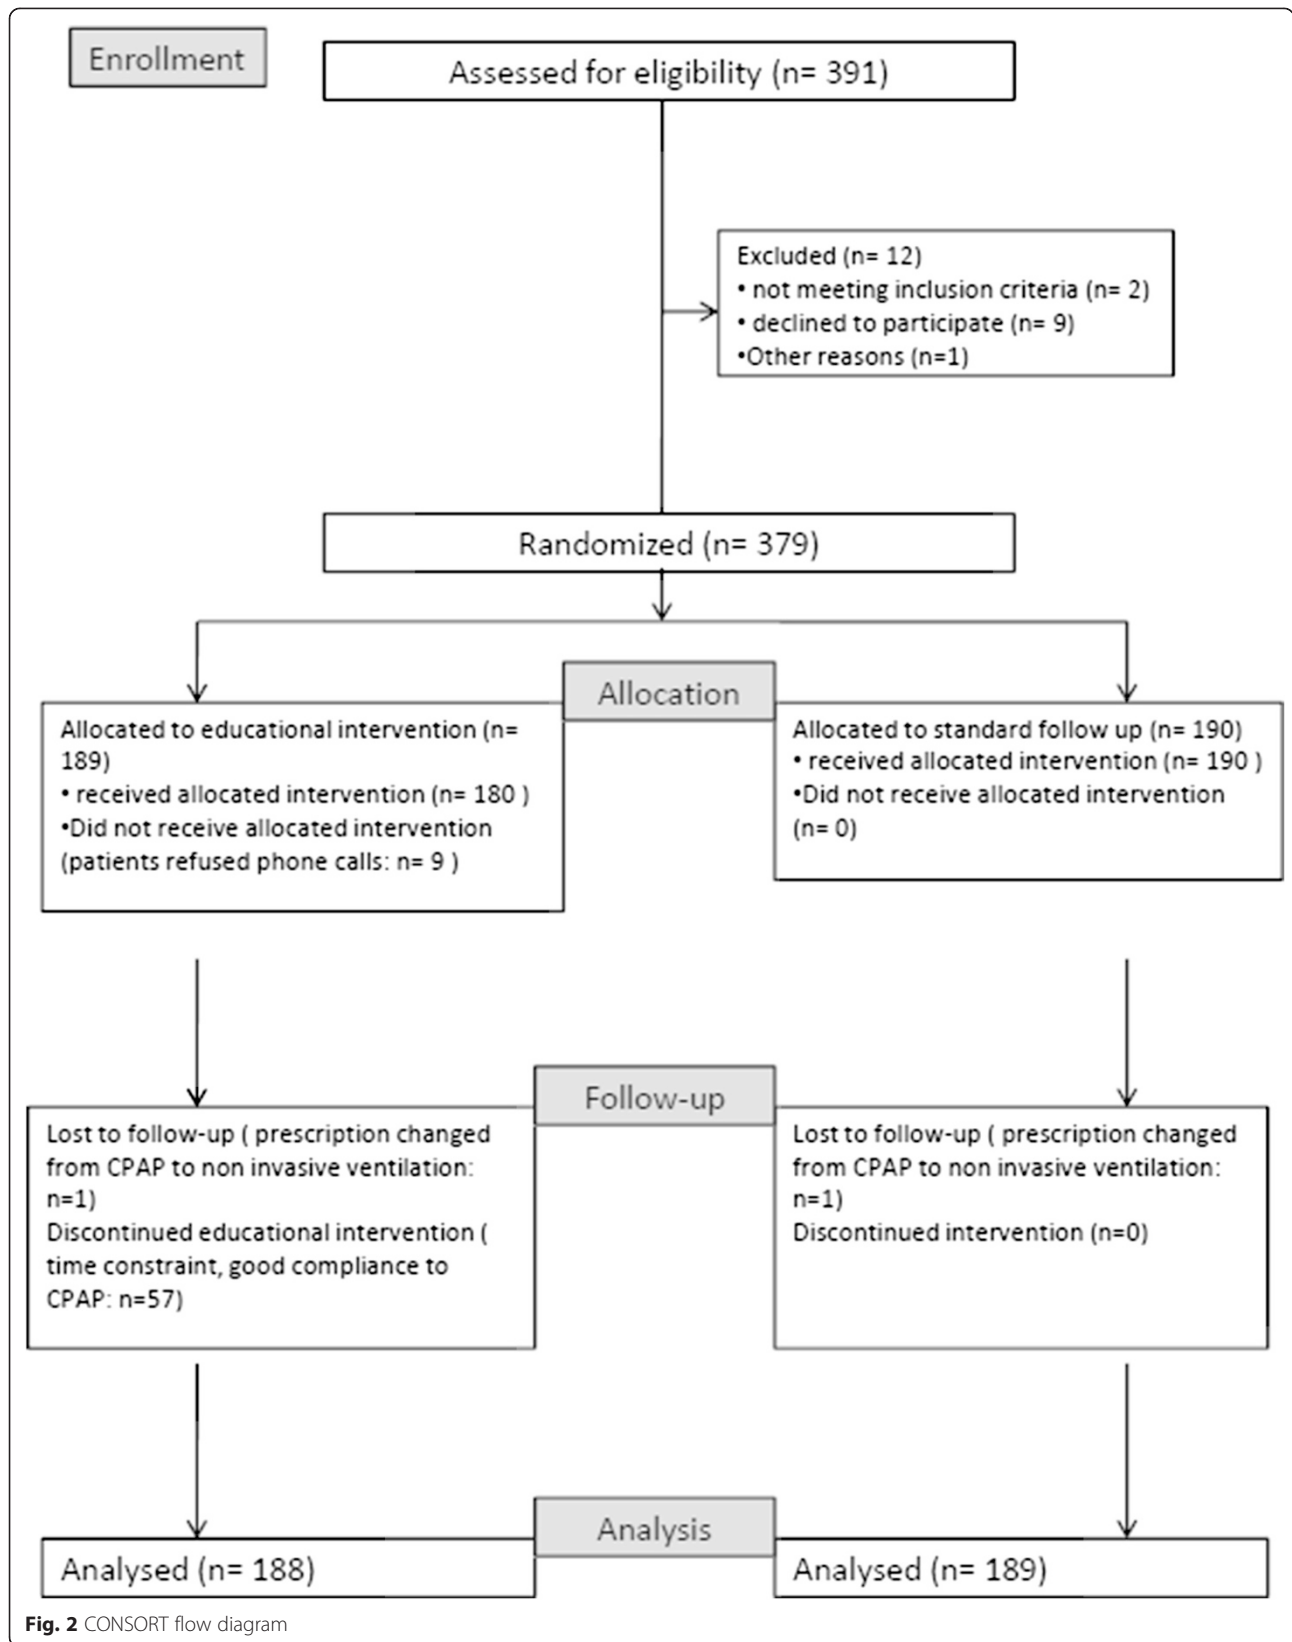 Enrollment
Assessed for eligibility (n= 391)
Excluded (n= 12)
• not meeting inclusion criteria (n= 2)
• declined to participate (n= 9)
•Other reasons (n=1)
Randomized (n= 379)
Allocation
Allocated to educational intervention (n=
189)
• received allocated intervention (n= 180 )
•Did not receive allocated intervention
(patients refused phone calls: n= 9 )
Allocated to standard follow up (n= 190)
• received allocated intervention (n= 190 )
•Did not receive allocated intervention
(n= 0)
Follow-up
Lost to follow-up ( prescription changed
from CPAP to non invasive ventilation:
n=1)
Discontinued educational intervention (
time constraint, good compliance to
CPAP: n=57)
Lost to follow-up ( prescription changed
from CPAP to non invasive ventilation:
n=1)
Discontinued intervention (n=0)
Analysis
Analysed (n= 188)
Analysed (n= 189)
Fig. 2 CONSORT flow diagram